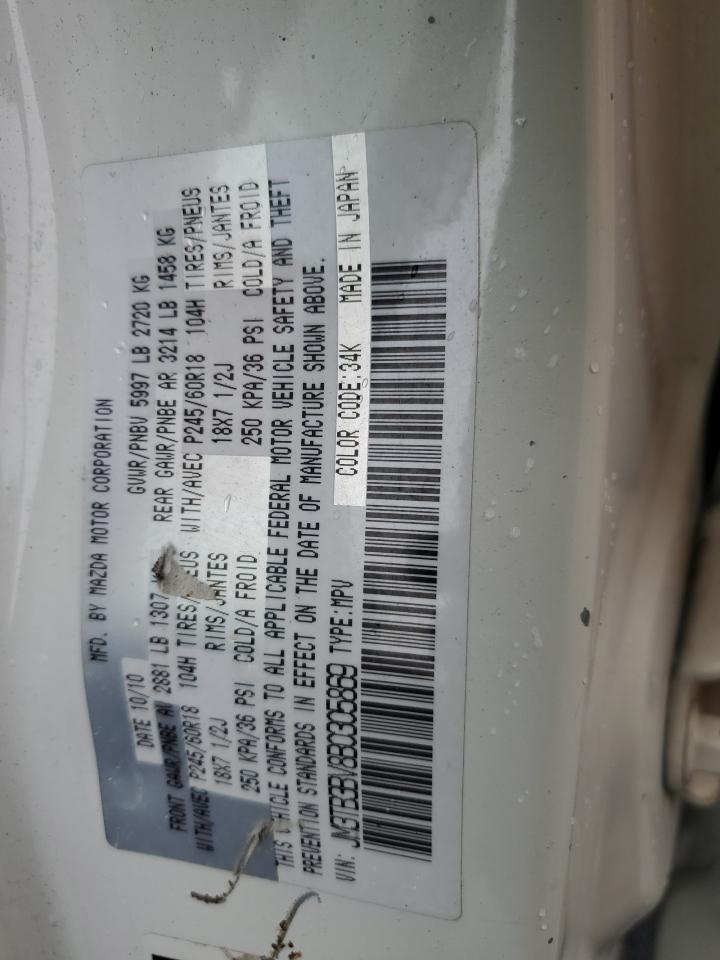 MFD. BY MAZDA MOTOR CORPORATION
DATE 10/10 GVWR/PNBV 5997 LB 2720 KG
FRONT GAWR/PNBE AV 2881 LB 1307 REAR GAWR/PNBE AR 3214 LB 1458 KG
WITH/AVEC P245/60R18 104H TIRES/PNEUS WITH/AVEC P245/60R18 104H TIRES/PNEUS
18X7 1/2J RIMS/JANTES 18X7 1/2J RIMS/JANTES
250 KPA/36 PSI COLD/A FROID 250 KPA/36 PSI COLD/A FROID
THIS VEHICLE CONFORMS TO ALL APPLICABLE FEDERAL MOTOR VEHICLE SAFETY AND THEFT
PREVENTION STANDARDS IN EFFECT ON THE DATE OF MANUFACTURE SHOWN ABOVE.
VIN: JM3TB3BV8B0305869 TYPE:MPV COLOR CODE:34K MADE IN JAPAN